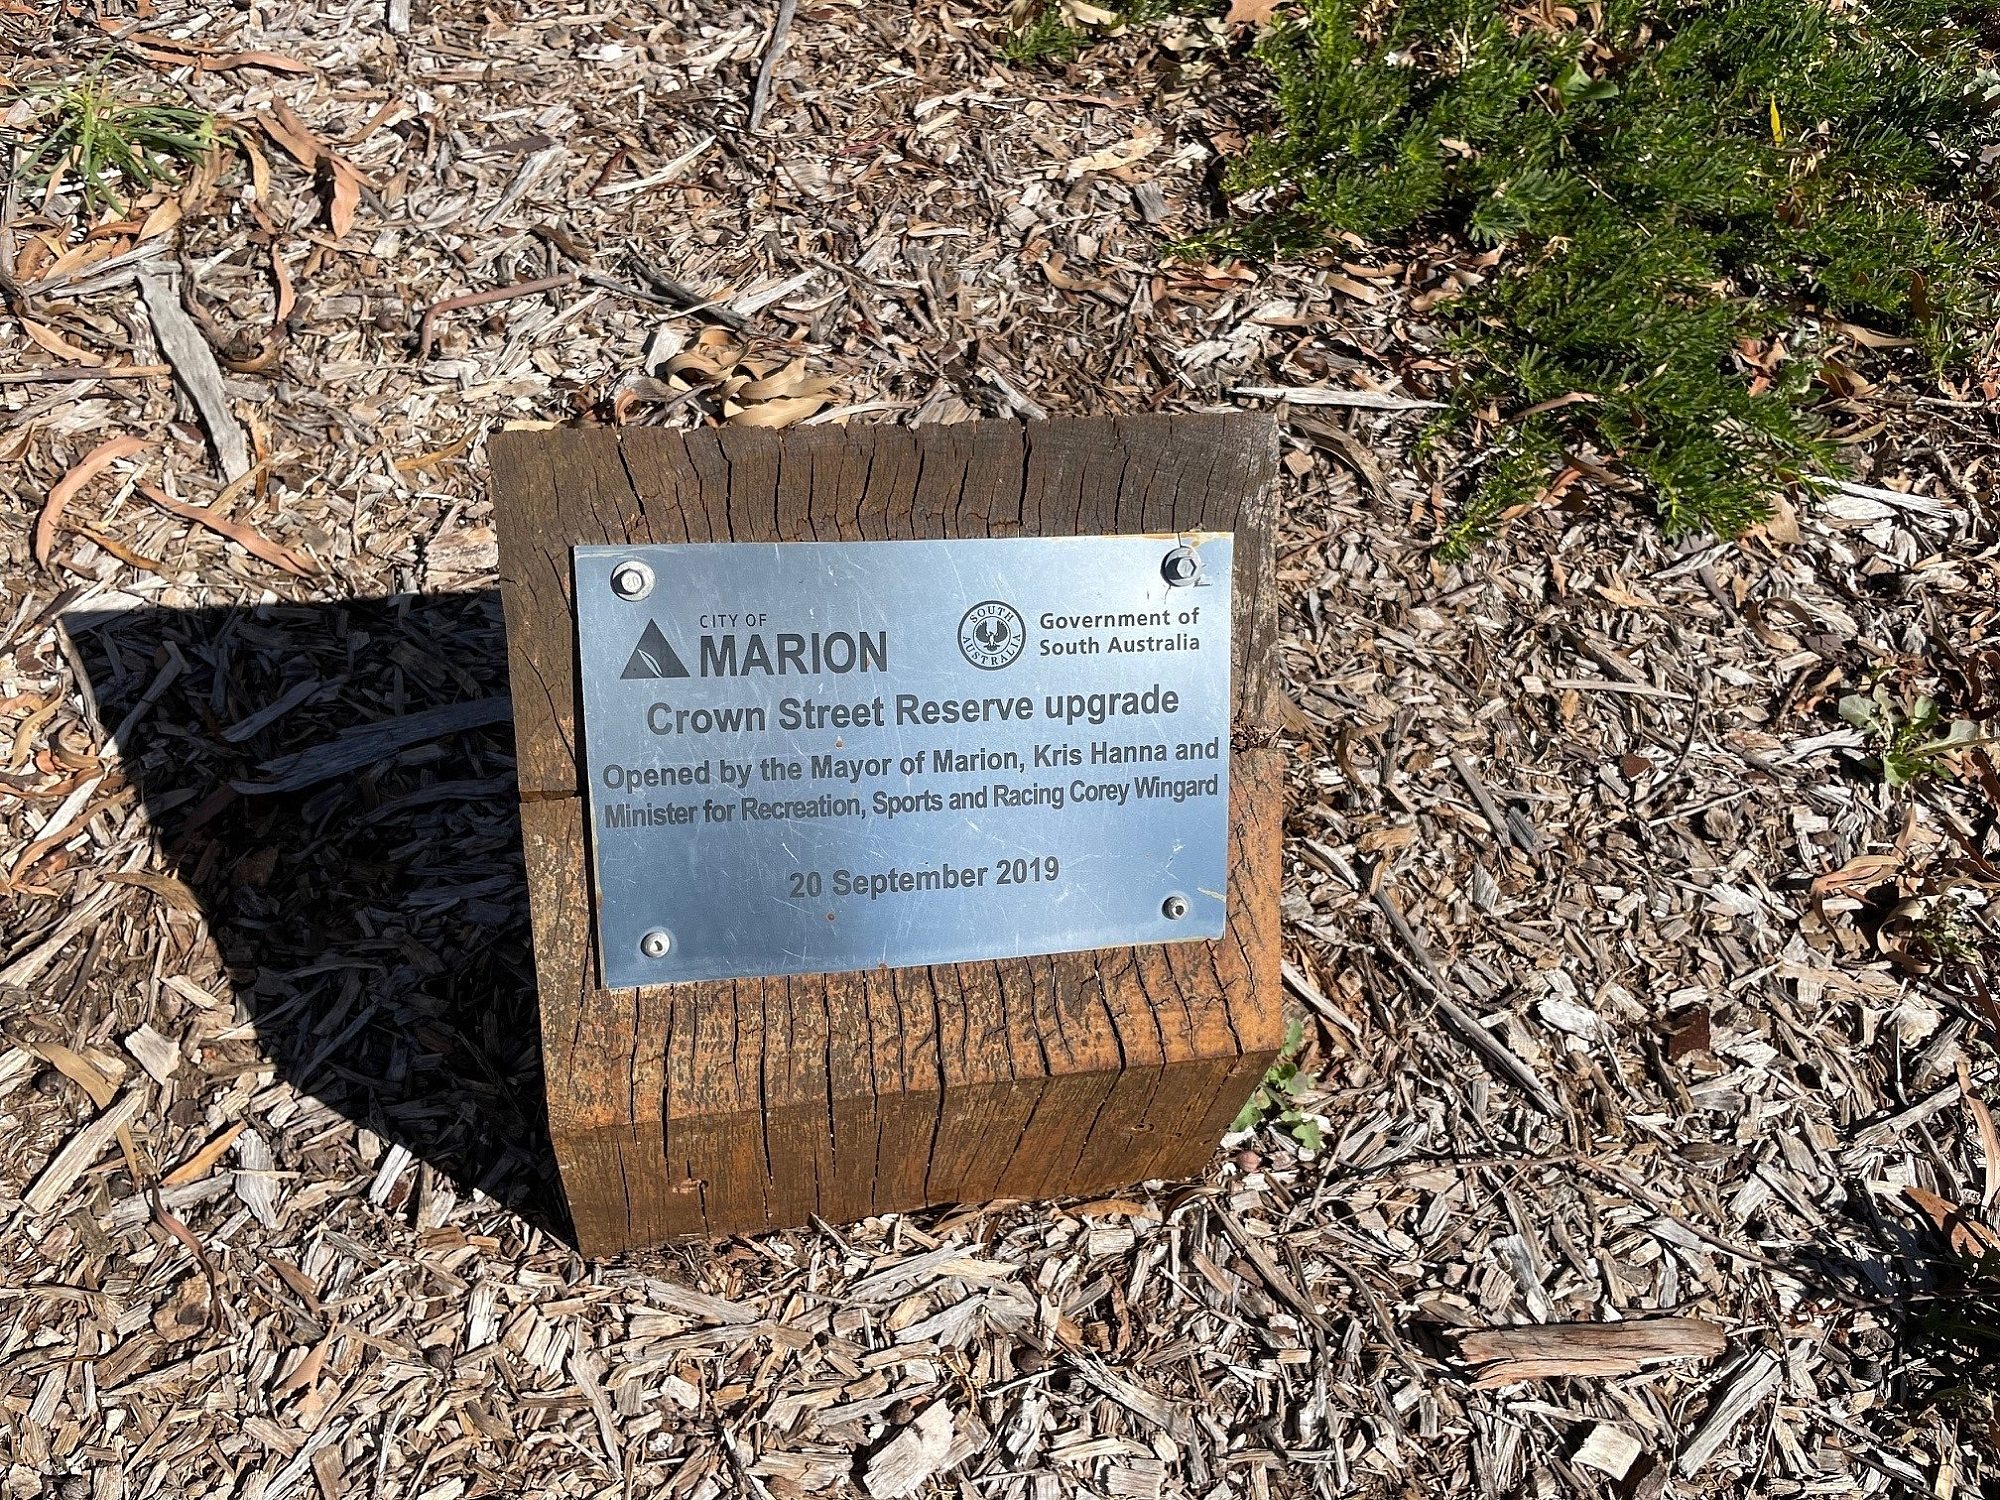 CITY OF
MARION
SOUTH AUSTRALIA
Government of
South Australia
Crown Street Reserve upgrade
Opened by the Mayor of Marion, Kris Hanna and
Minister for Recreation, Sports and Racing Corey Wingard
20 September 2019